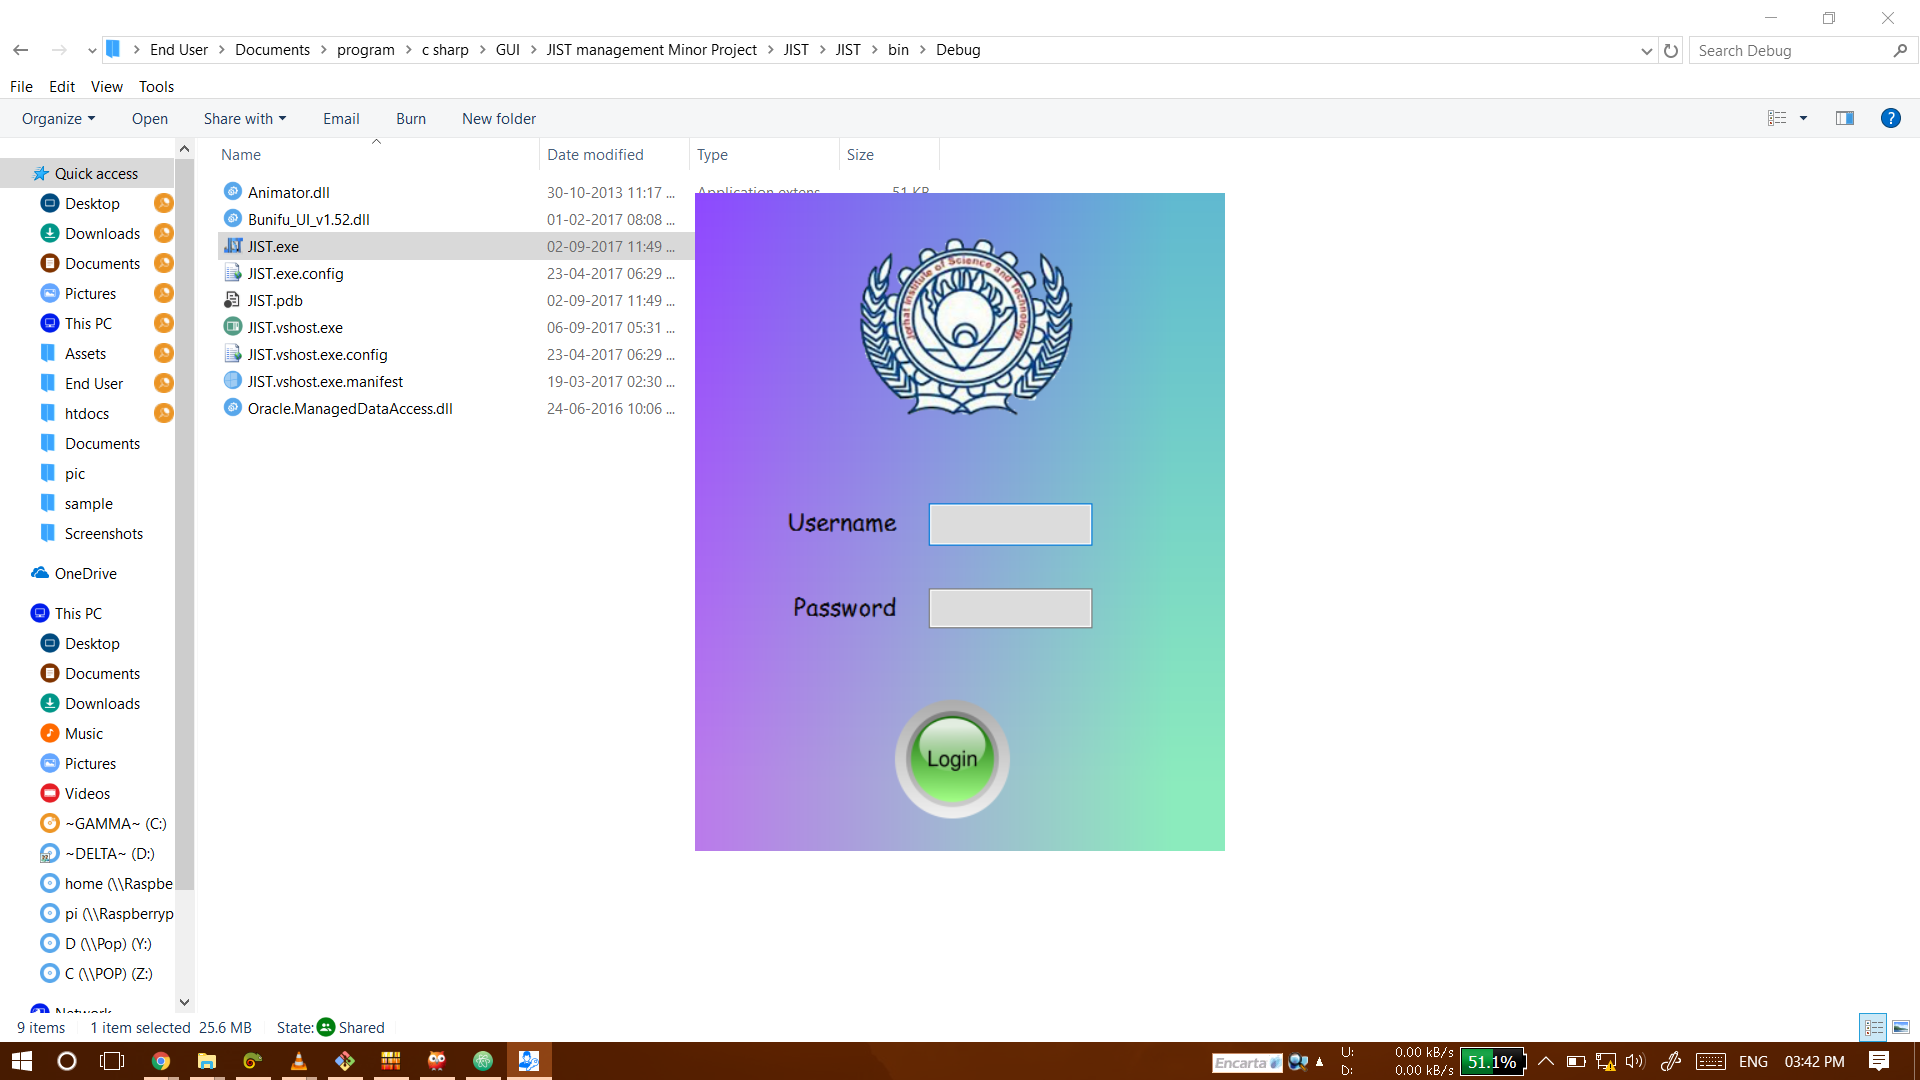 End User Documents program c sharp GUI JIST management Minor Project JIST JIST bin Debug
Search Debug
File Edit View Tools
Organize Open Share with Email Burn New folder
Name Date modified Type Size
Quick access
Desktop
Downloads
Documents
Pictures
This PC
Assets
End User
htdocs
Documents
pic
sample
Screenshots
OneDrive
This PC
Desktop
Documents
Downloads
Music
Pictures
Videos
~GAMMA~ (C:)
~DELTA~ (D:)
home (\\Raspbe
pi (\\Raspberryp
D (\\Pop) (Y:)
C (\\POP) (Z:)
Network
Animator.dll 30-10-2013 11:17 ... Application extens... 51 KB
Bunifu_UI_v1.52.dll 01-02-2017 08:08 ...
JIST.exe 02-09-2017 11:49 ...
JIST.exe.config 23-04-2017 06:29 ...
JIST.pdb 02-09-2017 11:49 ...
JIST.vshost.exe 06-09-2017 05:31 ...
JIST.vshost.exe.config 23-04-2017 06:29 ...
JIST.vshost.exe.manifest 19-03-2017 02:30 ...
Oracle.ManagedDataAccess.dll 24-06-2016 10:06 ...
Jorhat Institute of Science and Technology
Username
Password
Login
9 items 1 item selected 25.6 MB State: Shared
Encarta
U: 0.00 kB/s
D: 0.00 kB/s
51.1%
ENG 03:42 PM